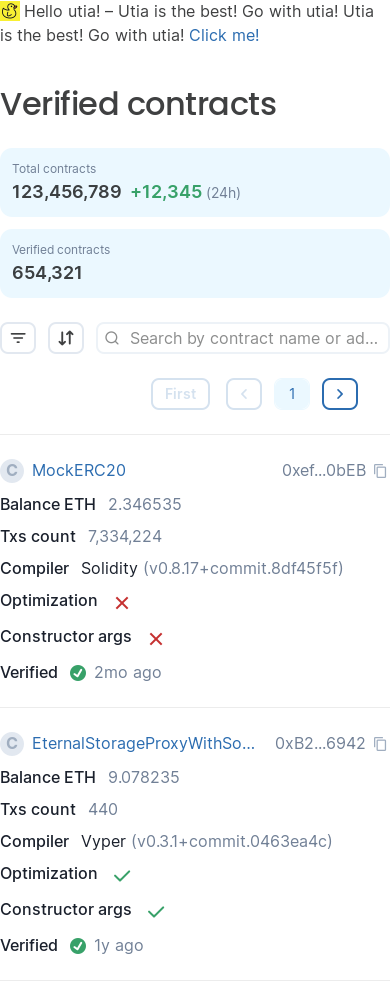 Hello utia! – Utia is the best! Go with utia! Utia
is the best! Go with utia! Click me!
Verified contracts
Total contracts
123,456,789 +12,345 (24h)
Verified contracts
654,321
Search by contract name or ad...
First
1
C MockERC20 0xef...0bEB
Balance ETH 2.346535
Txs count 7,334,224
Compiler Solidity (v0.8.17+commit.8df45f5f)
Optimization
Constructor args
Verified 2mo ago
C EternalStorageProxyWithSo... 0xB2...6942
Balance ETH 9.078235
Txs count 440
Compiler Vyper (v0.3.1+commit.0463ea4c)
Optimization
Constructor args
Verified 1y ago